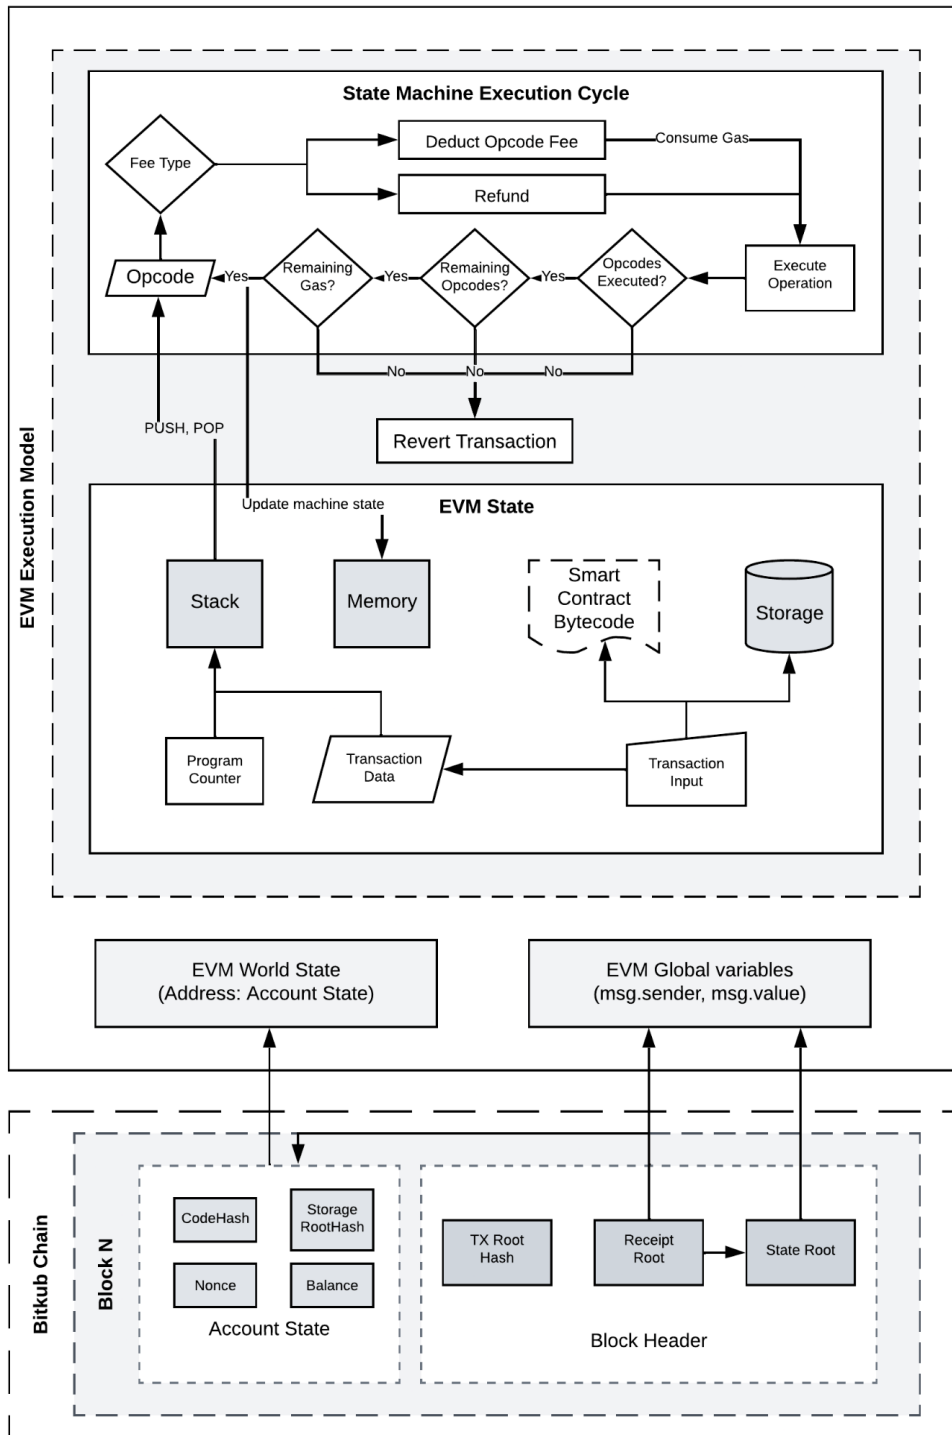 State Machine Execution Cycle
Fee Type
Deduct Opcode Fee
Consume Gas
Refund
Opcode
Yes
Remaining
Gas?
Yes
Remaining
Opcodes?
Yes
Opcodes
Executed?
Execute
Operation
No
No
No
PUSH, POP
Revert Transaction
EVM Execution Model
Update machine state
EVM State
Stack
Memory
Smart
Contract
Bytecode
Storage
Program
Counter
Transaction
Data
Transaction
Input
EVM World State
(Address: Account State)
EVM Global variables
(msg.sender, msg.value)
Bitkub Chain
Block N
CodeHash
Storage
RootHash
Nonce
Balance
Account State
TX Root
Hash
Receipt
Root
State Root
Block Header